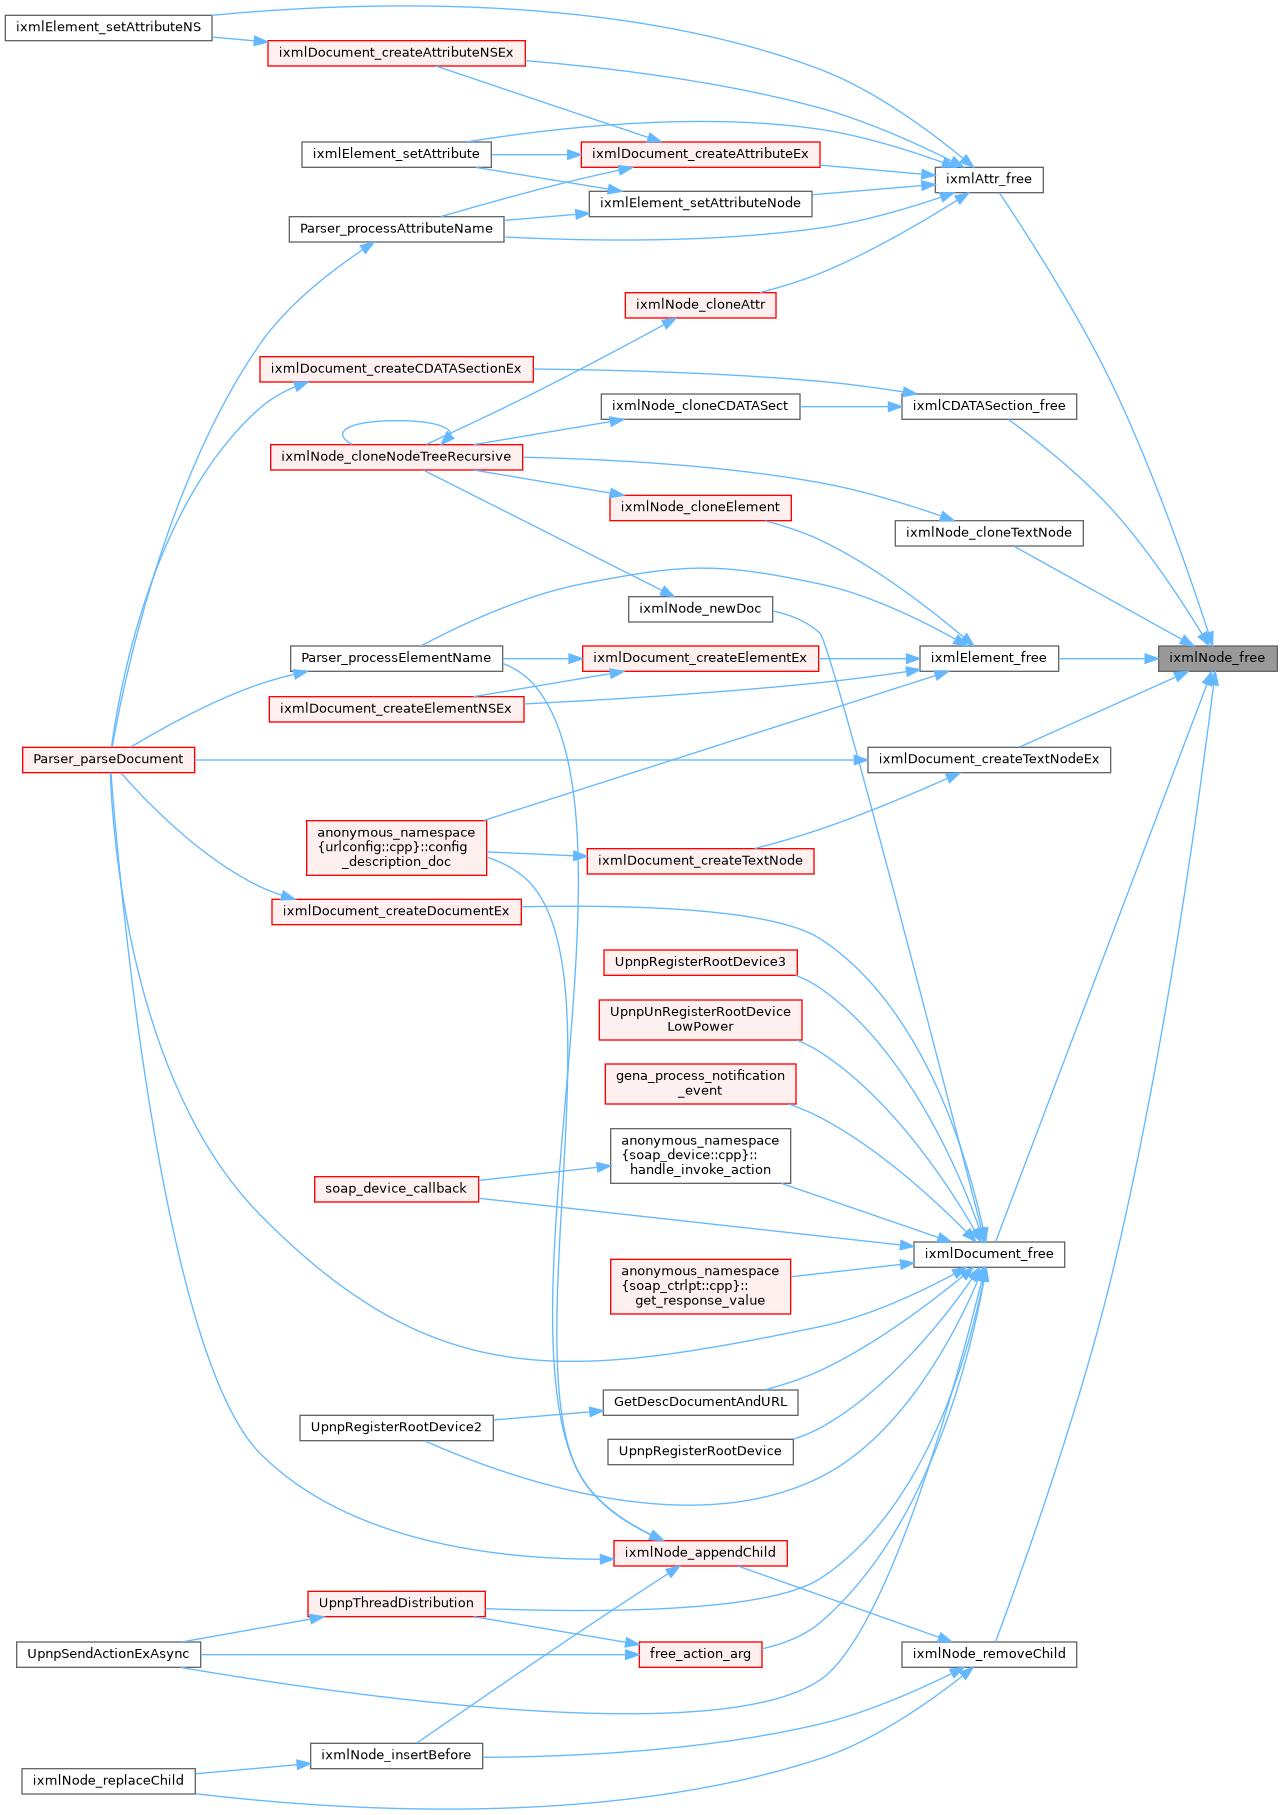 ixmlElement_setAttributeNS
ixmlDocument_createAttributeNSEx
ixmlElement_setAttribute
ixmlDocument_createAttributeEx
ixmlAttr_free
ixmlElement_setAttributeNode
Parser_processAttributeName
ixmlNode_cloneAttr
ixmlDocument_createCDATASectionEx
ixmlNode_cloneCDATASect
ixmlCDATASection_free
ixmlNode_cloneNodeTreeRecursive
ixmlNode_cloneElement
ixmlNode_cloneTextNode
ixmlNode_newDoc
Parser_processElementName
ixmlDocument_createElementEx
ixmlElement_free
ixmlNode_free
ixmlDocument_createElementNSEx
Parser_parseDocument
ixmlDocument_createTextNodeEx
anonymous_namespace
{urlconfig::cpp}::config
_description_doc
ixmlDocument_createTextNode
ixmlDocument_createDocumentEx
UpnpRegisterRootDevice3
UpnpUnRegisterRootDevice
LowPower
gena_process_notification
_event
anonymous_namespace
{soap_device::cpp}::
handle_invoke_action
soap_device_callback
ixmlDocument_free
anonymous_namespace
{soap_ctrlpt::cpp}::
get_response_value
GetDescDocumentAndURL
UpnpRegisterRootDevice2
UpnpRegisterRootDevice
ixmlNode_appendChild
UpnpThreadDistribution
UpnpSendActionExAsync
free_action_arg
ixmlNode_removeChild
ixmlNode_insertBefore
ixmlNode_replaceChild